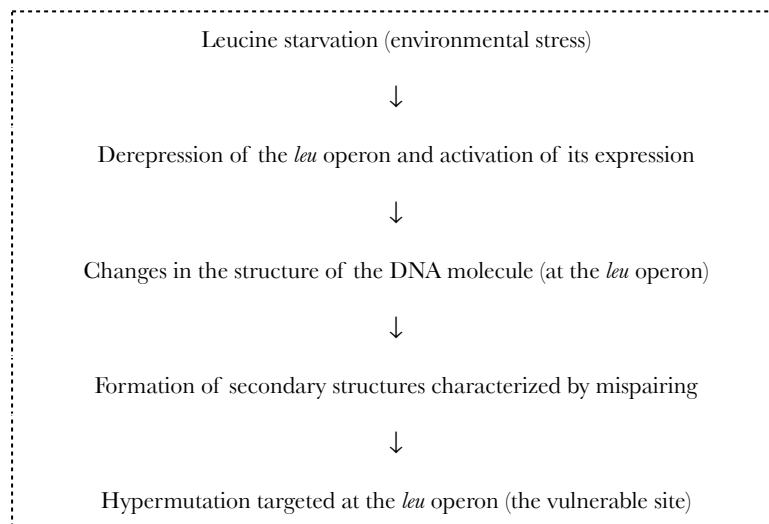 Leucine starvation (environmental stress)
↓
Derepression of the leu operon and activation of its expression
↓
Changes in the structure of the DNA molecule (at the leu operon)
↓
Formation of secondary structures characterized by mispairing
↓
Hypermutation targeted at the leu operon (the vulnerable site)